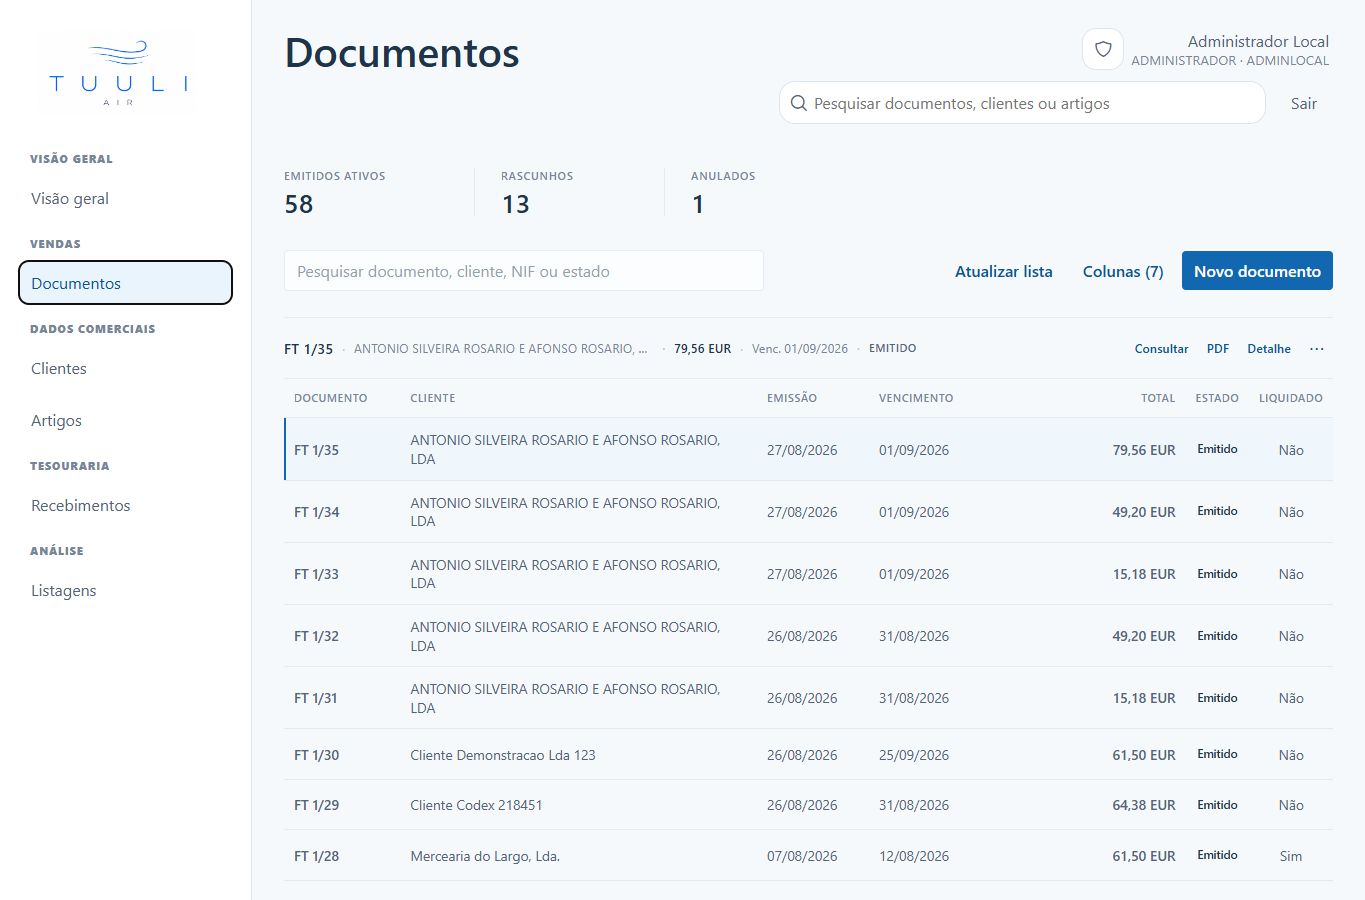 TUULI
AIR
Documentos
Administrador Local
ADMINISTRADOR · ADMINLOCAL
Pesquisar documentos, clientes ou artigos
Sair
VISÃO GERAL
Visão geral
VENDAS
Documentos
DADOS COMERCIAIS
Clientes
Artigos
TESOURARIA
Recebimentos
ANÁLISE
Listagens
EMITIDOS ATIVOS
58
RASCUNHOS
13
ANULADOS
1
Pesquisar documento, cliente, NIF ou estado
Atualizar lista
Colunas (7)
Novo documento
FT 1/35 · ANTONIO SILVEIRA ROSARIO E AFONSO ROSARIO, ... · 79,56 EUR · Venc. 01/09/2026 · EMITIDO
Consultar PDF Detalhe ···
DOCUMENTO CLIENTE EMISSÃO VENCIMENTO TOTAL ESTADO LIQUIDADO
FT 1/35 ANTONIO SILVEIRA ROSARIO E AFONSO ROSARIO,
LDA 27/08/2026 01/09/2026 79,56 EUR Emitido Não
FT 1/34 ANTONIO SILVEIRA ROSARIO E AFONSO ROSARIO,
LDA 27/08/2026 01/09/2026 49,20 EUR Emitido Não
FT 1/33 ANTONIO SILVEIRA ROSARIO E AFONSO ROSARIO,
LDA 27/08/2026 01/09/2026 15,18 EUR Emitido Não
FT 1/32 ANTONIO SILVEIRA ROSARIO E AFONSO ROSARIO,
LDA 26/08/2026 31/08/2026 49,20 EUR Emitido Não
FT 1/31 ANTONIO SILVEIRA ROSARIO E AFONSO ROSARIO,
LDA 26/08/2026 31/08/2026 15,18 EUR Emitido Não
FT 1/30 Cliente Demonstracao Lda 123 26/08/2026 25/09/2026 61,50 EUR Emitido Não
FT 1/29 Cliente Codex 218451 26/08/2026 31/08/2026 64,38 EUR Emitido Não
FT 1/28 Mercearia do Largo, Lda. 07/08/2026 12/08/2026 61,50 EUR Emitido Sim